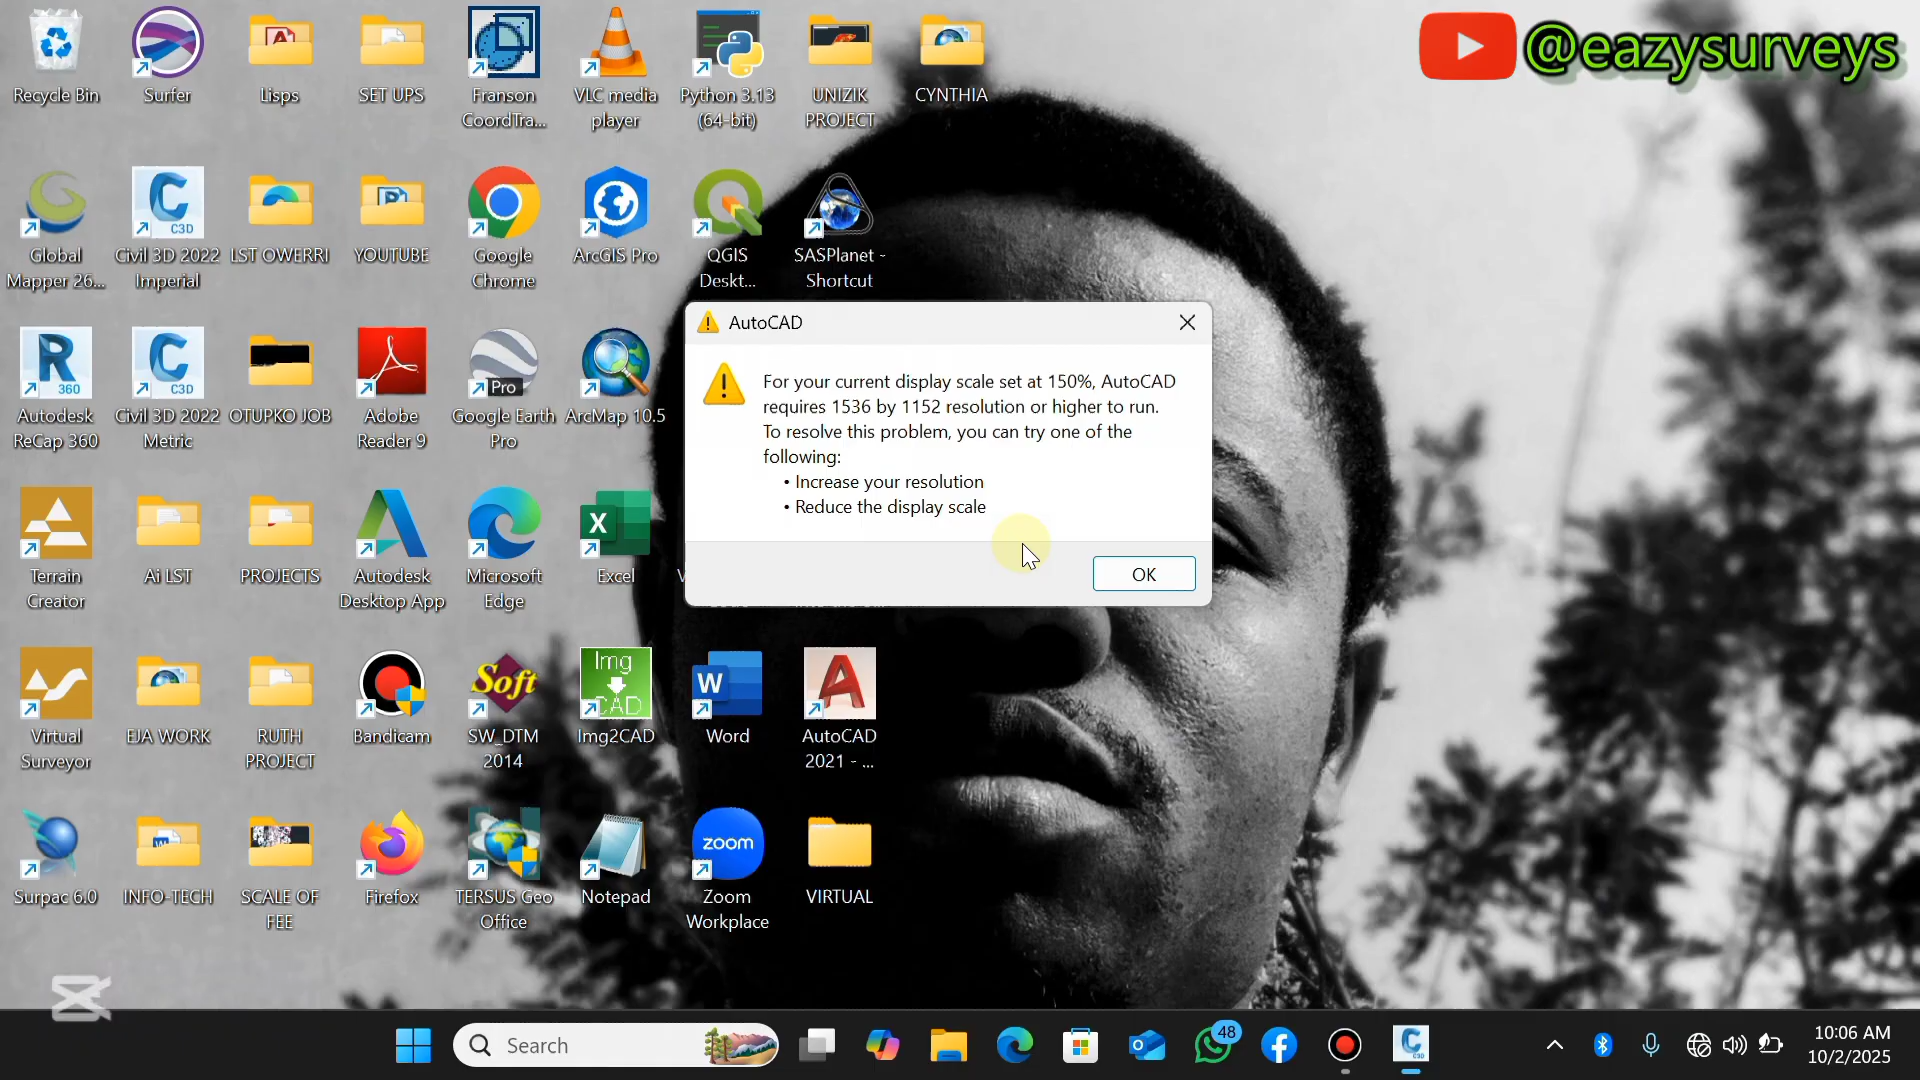 @eazysurveys
Recycle Bin
Surfer
Lisps
SET UPS
Franson
CoordTra...
VLC media
player
Python 3.13
(64-bit)
UNIZIK
PROJECT
CYNTHIA
Global
Mapper 26...
C3D
Civil 3D 2022
Imperial
LST OWERRI
YOUTUBE
Google
Chrome
ArcGIS Pro
QGIS
Deskt...
SASPlanet -
Shortcut
360
Autodesk
ReCap 360
C3D
Civil 3D 2022
Metric
OTUPKO JOB
Adobe
Reader 9
Pro
Google Earth
Pro
ArcMap 10.5
AutoCAD
For your current display scale set at 150%, AutoCAD
requires 1536 by 1152 resolution or higher to run.
To resolve this problem, you can try one of the
following:
• Increase your resolution
• Reduce the display scale
OK
Terrain
Creator
Ai LST
PROJECTS
Autodesk
Desktop App
Microsoft
Edge
Excel
Virtual
Surveyor
EJA WORK
RUTH
PROJECT
Bandicam
Soft
SW_DTM
2014
Img
CAD
Img2CAD
Word
AutoCAD
2021 - ...
Surpac 6.0
INFO-TECH
SCALE OF
FEE
Firefox
TERSUS Geo
Office
Notepad
zoom
Zoom
Workplace
VIRTUAL
Search
48
C3D
10:06 AM
10/2/2025